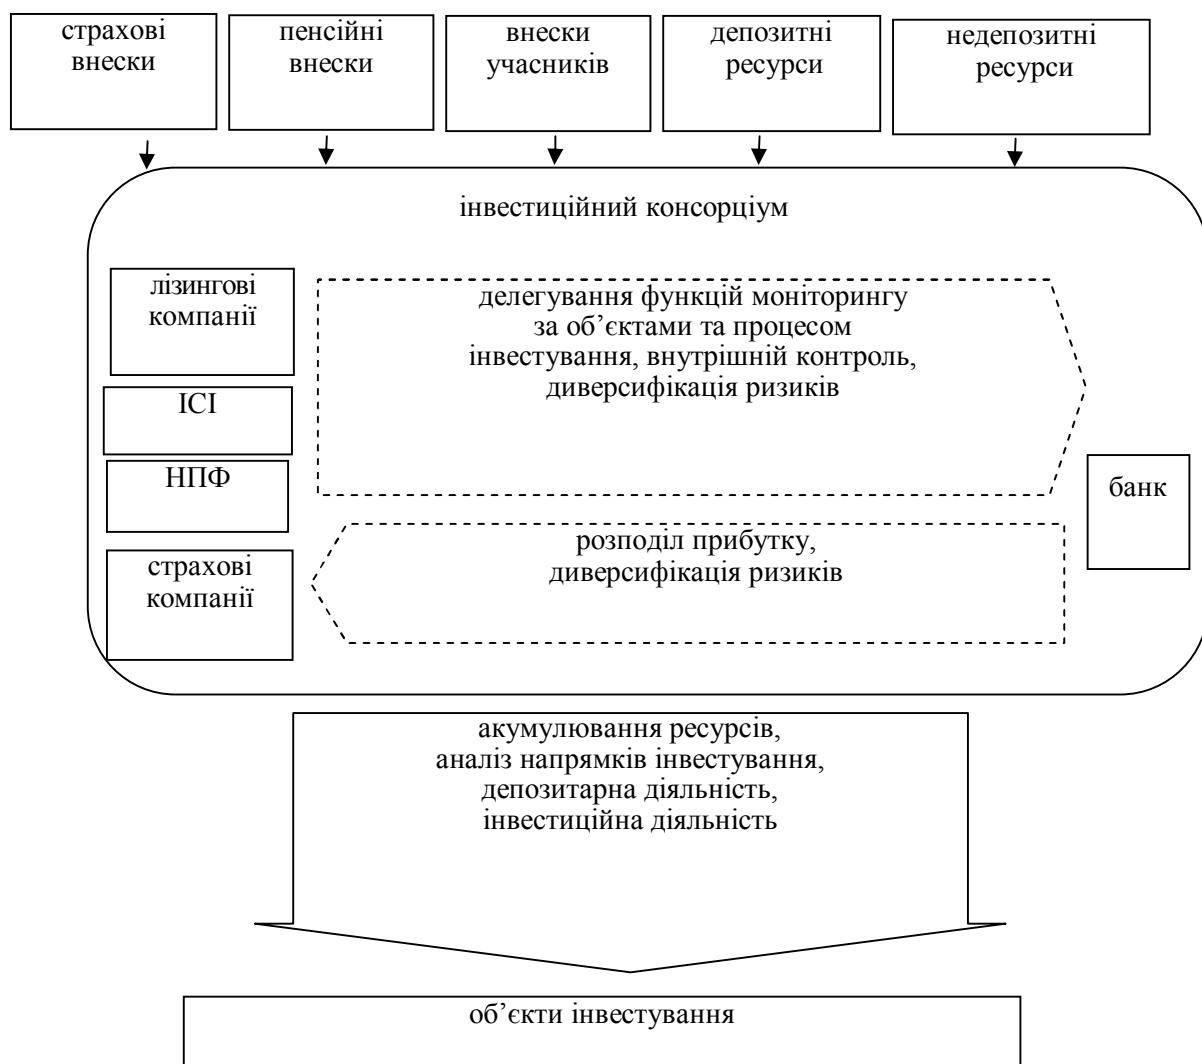 страхові
внески
пенсійні
внески
внески
учасників
депозитні
ресурси
недепозитні
ресурси
інвестиційний консорціум
лізингові
компанії
ІСІ
НПФ
страхові
компанії
делегування функцій моніторингу
за об’єктами та процесом
інвестування, внутрішній контроль,
диверсифікація ризиків
розподіл прибутку,
диверсифікація ризиків
банк
акумулювання ресурсів,
аналіз напрямків інвестування,
депозитарна діяльність,
інвестиційна діяльність
об’єкти інвестування